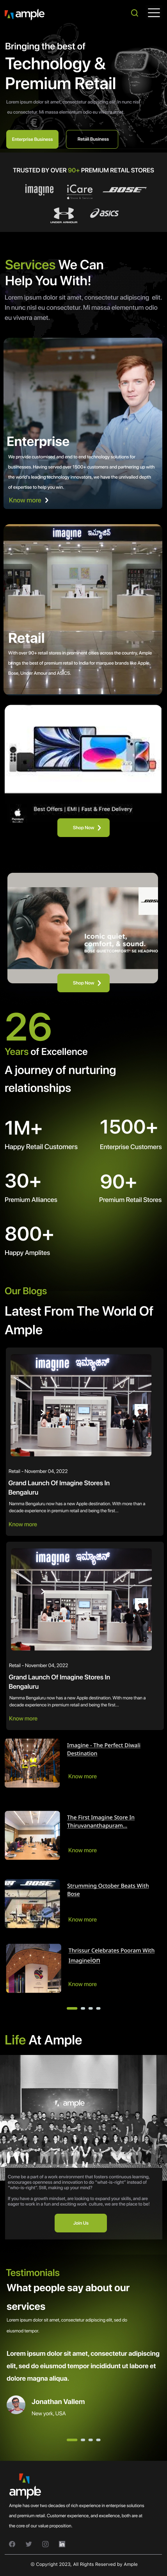 ample
Bringing the best of
Technology &
Premium Retail
Lorem ipsum dolor sit amet, consectetur adipiscing elit. In nunc nisl
eu consectetur. Mi massa elementum odio eu viverra amet.
Enterprise Business
Retail Business
TRUSTED BY OVER 90+ PREMIUM RETAIL STORES
imagine
iCare
BOSE
UNDER ARMOUR
asics
Services We Can
Help You With!
Lorem ipsum dolor sit amet, consectetur adipiscing elit.
In nunc nisl eu consectetur. Mi massa elementum odio
eu viverra amet.
Enterprise
We provide customised and end to end technology solutions for
businesses. Having served over 1500+ customers and partnering up with
the world's leading technology innovators, we have the unrivalled depth
of expertise to help you win.
Know more
imagine ಇಮ್ಯಾಜಿನ್
Retail
With over 90+ retail stores in prominent cities across the country, Ample
brings the best of premium retail to India for marquee brands like Apple,
Bose, Under Armour and ASICS.
Best Offers | EMI | Fast & Free Delivery
Shop Now
BOSE
Iconic quiet,
comfort, & sound.
Shop Now
26
Years of Excellence
A journey of nurturing
relationships
1M+
Happy Retail Customers
1500+
Enterprise Customers
30+
Premium Alliances
90+
Premium Retail Stores
800+
Happy Amplites
Our Blogs
Latest From The World Of
Ample
imagine ಇಮ್ಯಾಜಿನ್
Retail - November 04, 2022
Grand Launch Of Imagine Stores In
Bengaluru
Namma Bengaluru now has a new Apple destination. With more than a
decade experience in premium retail and being the first...
Know more
imagine ಇಮ್ಯಾಜಿನ್
Retail - November 04, 2022
Grand Launch Of Imagine Stores In
Bengaluru
Namma Bengaluru now has a new Apple destination. With more than a
decade experience in premium retail and being the first...
Know more
Imagine - The Perfect Diwali
Destination
Know more
The First Imagine Store In
Thiruvananthapuram...
Know more
BOSE
Strumming October Beats With
Bose
Know more
Thrissur Celebrates Pooram With
Imagineion
Know more
Life At Ample
ample
Come be a part of a work environment that fosters continuous learning,
encourages openness and moves ahead to "what-is-right" instead of
"who-is-right". Still, making up your mind?
If you have a growth mindset, are looking to expand your skills, and are
eager to work in a fun and exciting work culture, we are the place to be!
Join Us
Testimonials
What people say about our
services
Lorem ipsum dolor sit amet, consectetur adipiscing elit, sed do
eiusmod tempor.
Lorem ipsum dolor sit amet, consectetur adipiscing
elit, sed do eiusmod tempor incididunt ut labore et
dolore magna aliqua.
Jonathan Vallem
New york, USA
ample
Ample has over two decades of rich experience in enterprise solutions
and premium retail. Customer experience, and excellence, both are at
the core of our value proposition.
© Copyright 2023, All Rights Reserved by Ample